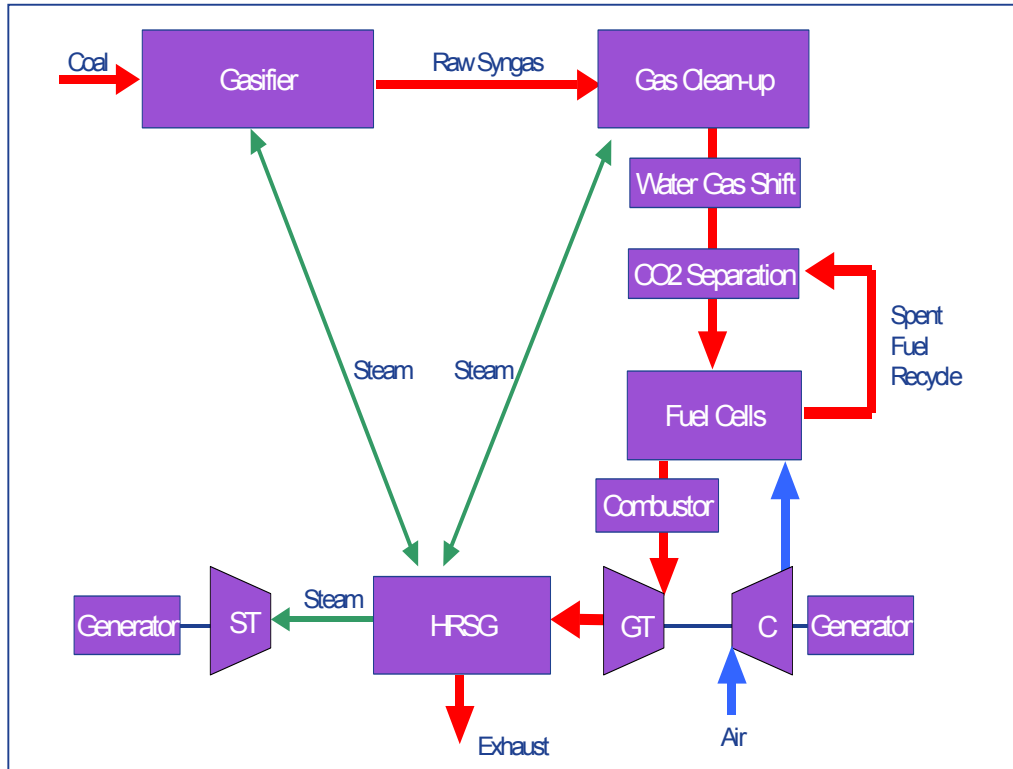 Coal
Gasifier
Raw Syngas
Gas Clean-up
Water Gas Shift
CO2 Separation
Spent
Fuel
Recycle
Steam
Steam
Fuel Cells
Combustor
Generator
ST
Steam
HRSG
GT
C
Generator
Exhaust
Air